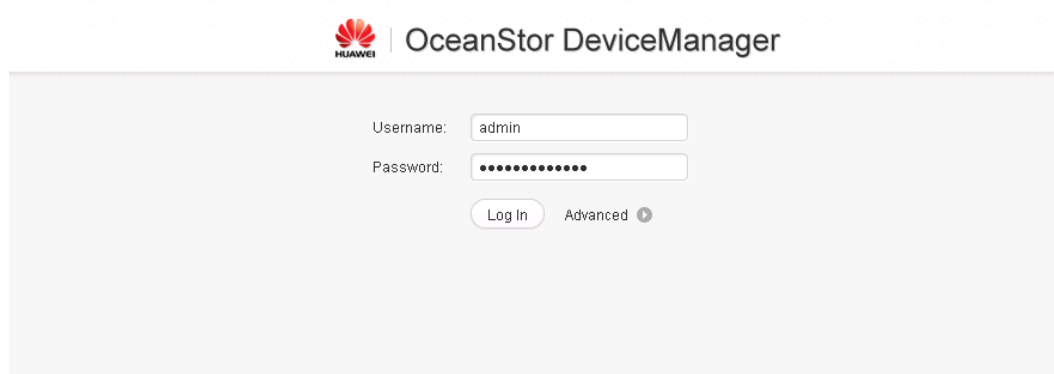 HUAWEI
OceanStor DeviceManager
Username: admin
Password: •••••••••••••
Log In Advanced